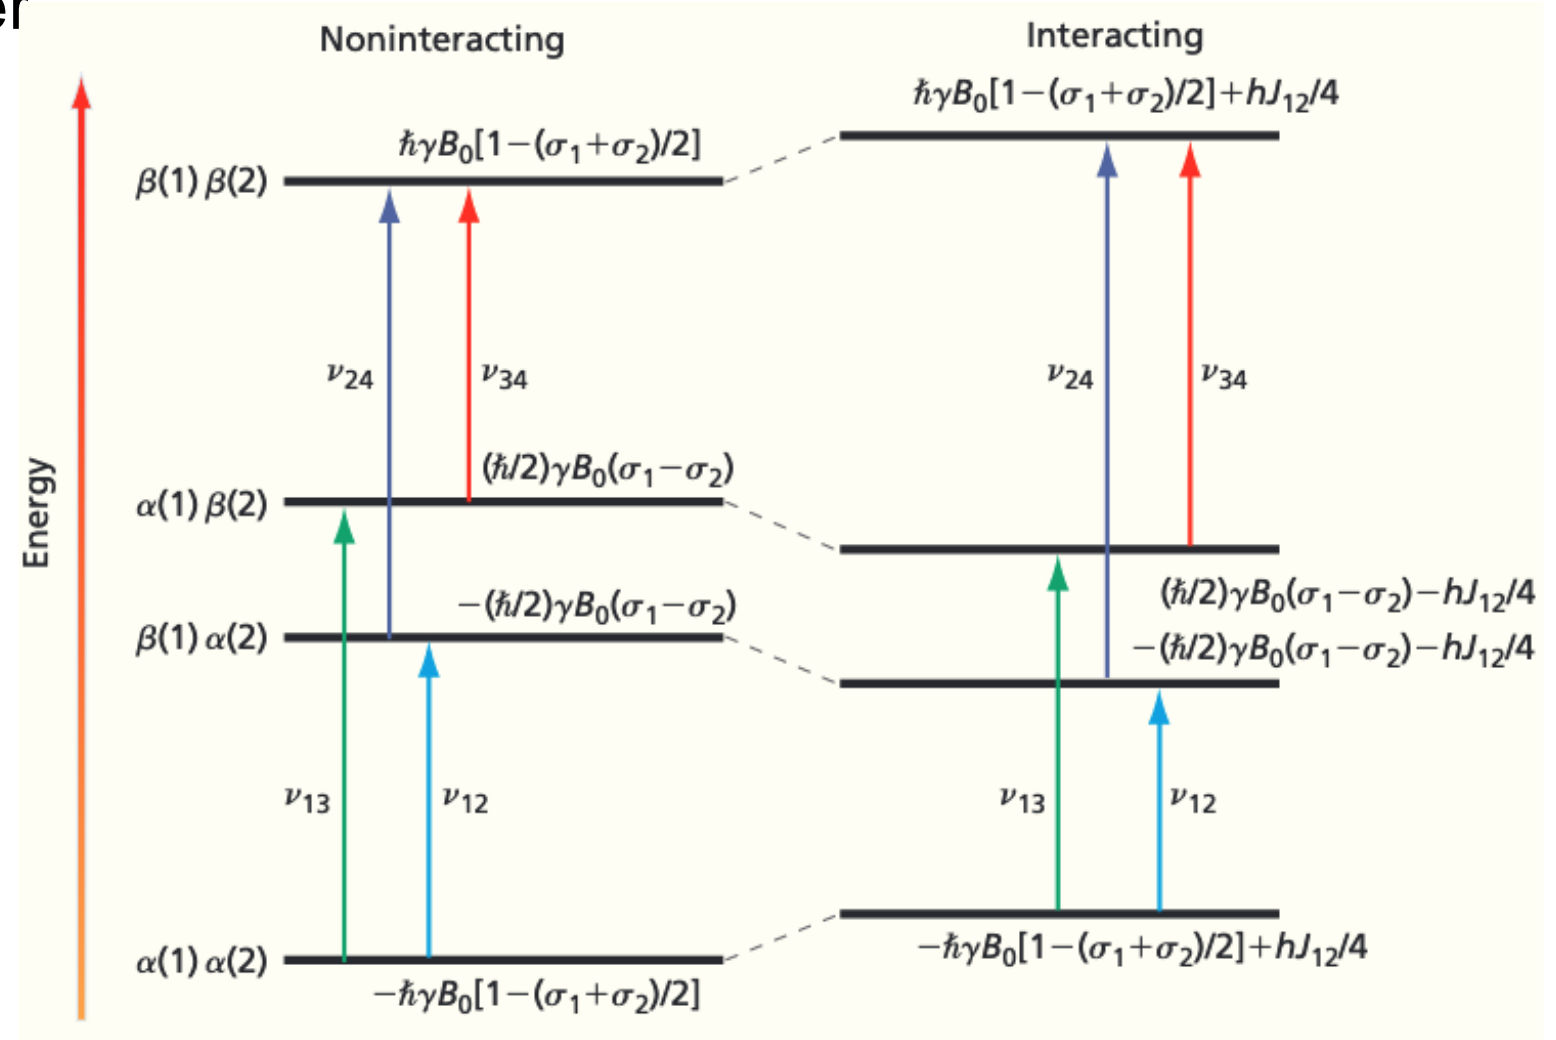 er
Noninteracting
Interacting
ℏγB₀[1−(σ₁+σ₂)/2]+hJ₁₂/4
ℏγB₀[1−(σ₁+σ₂)/2]
β(1) β(2)
ν₂₄
ν₃₄
ν₂₄
ν₃₄
Energy
(ℏ/2)γB₀(σ₁−σ₂)
α(1) β(2)
(ℏ/2)γB₀(σ₁−σ₂)−hJ₁₂/4
−(ℏ/2)γB₀(σ₁−σ₂)
β(1) α(2)
−(ℏ/2)γB₀(σ₁−σ₂)−hJ₁₂/4
ν₁₃
ν₁₂
ν₁₃
ν₁₂
α(1) α(2)
−ℏγB₀[1−(σ₁+σ₂)/2]+hJ₁₂/4
−ℏγB₀[1−(σ₁+σ₂)/2]